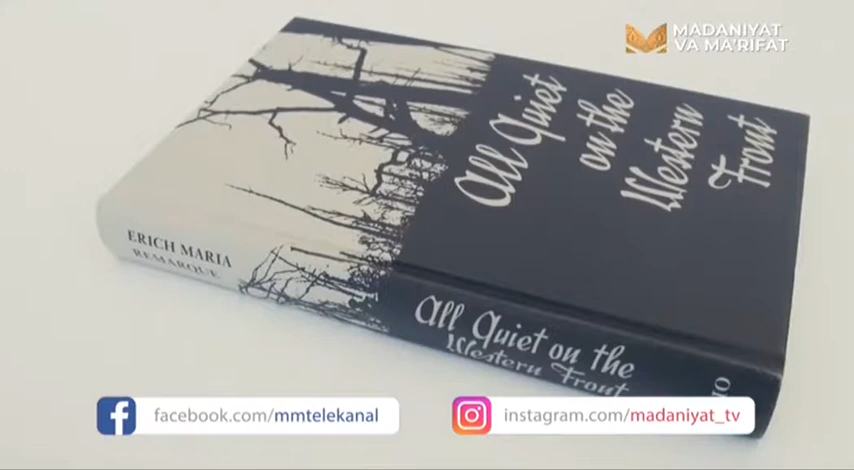 MADANIYAT
VA MA'RIFAT
All Quiet
on the
Western
Front
ERICH MARIA
REMARQUE
All Quiet on the
Western Front
facebook.com/mmtelekanal
instagram.com/madaniyat_tv